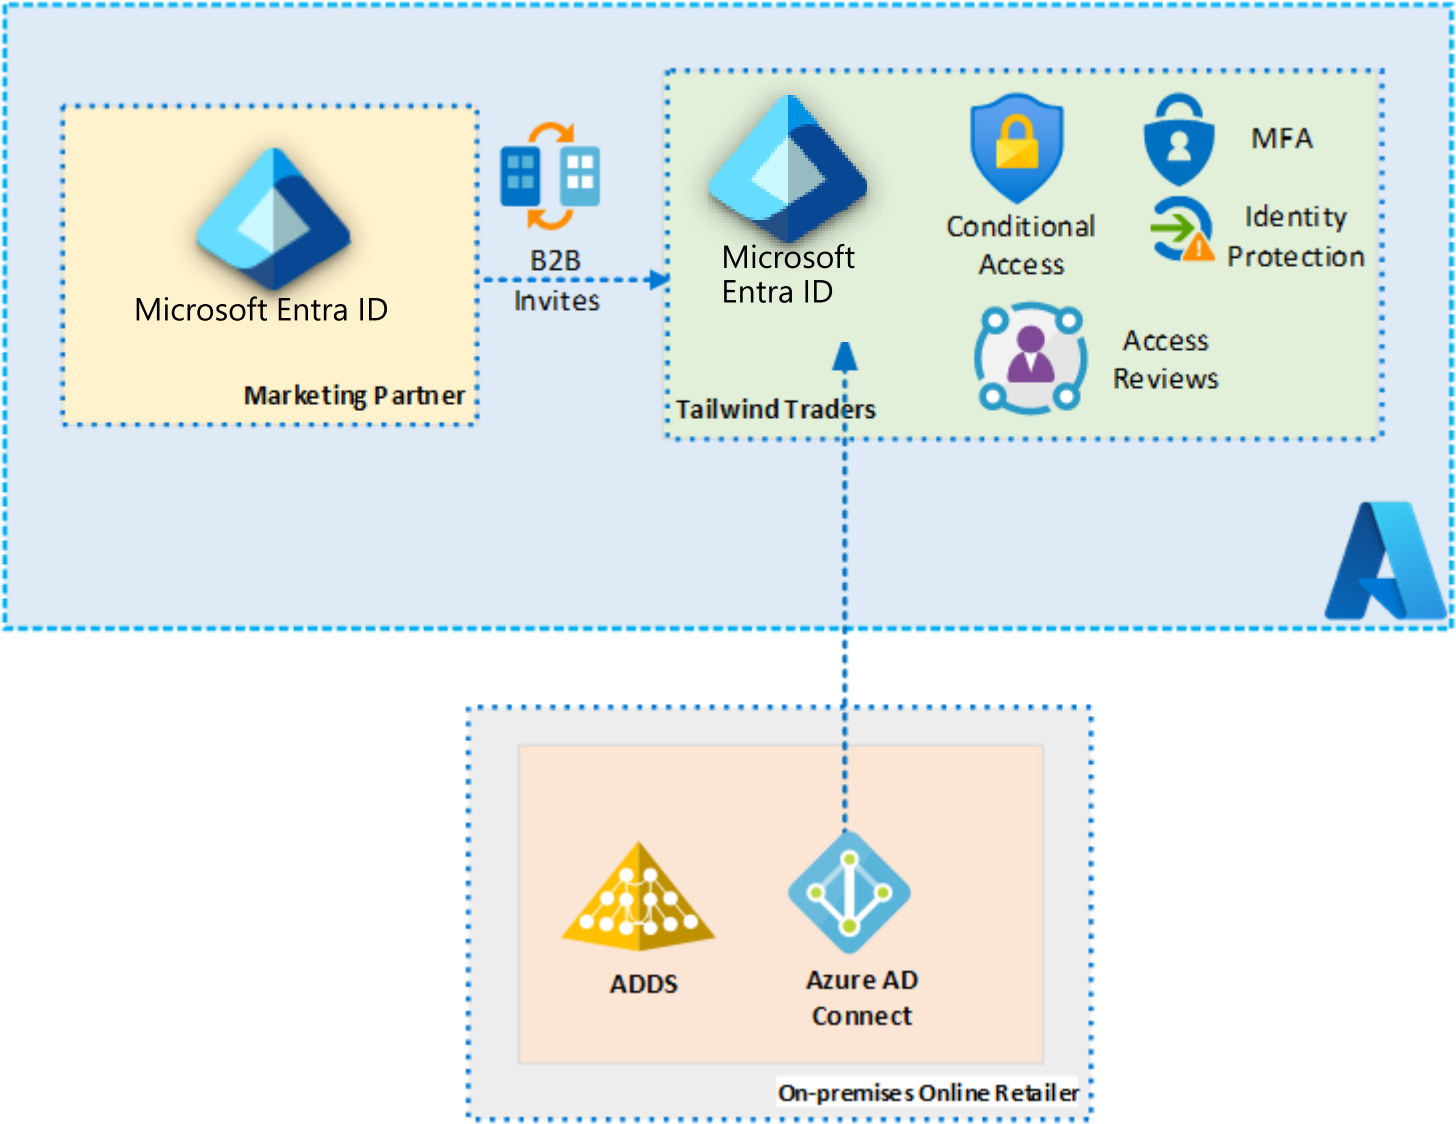 Microsoft Entra ID
Marketing Partner
B2B
Invites
Microsoft
Entra ID
Tailwind Traders
Conditional
Access
MFA
Identity
Protection
Access
Reviews
ADDS
Azure AD
Connect
On-premises Online Retailer